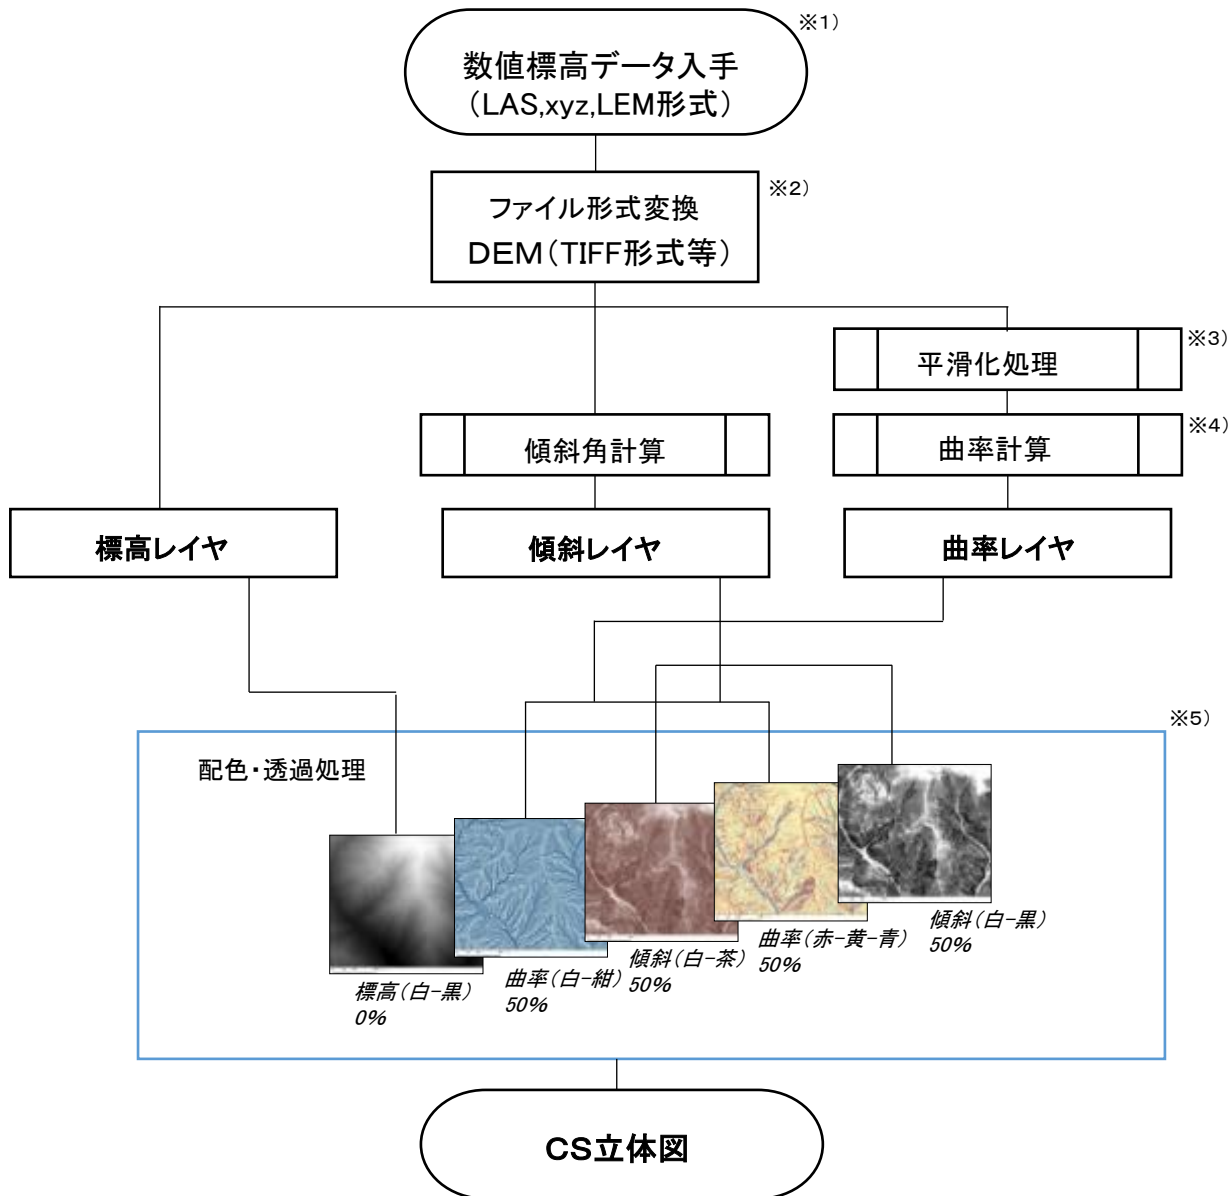 ※1)
数値標高データ入手
(LAS,xyz,LEM形式)
※2)
ファイル形式変換
DEM(TIFF形式等)
※3)
平滑化処理
※4)
傾斜角計算
曲率計算
標高レイヤ
傾斜レイヤ
曲率レイヤ
※5)
配色・透過処理
標高(白-黒)
0%
曲率(白-紺)
50%
傾斜(白-茶)
50%
曲率(赤-黄-青)
50%
傾斜(白-黒)
50%
CS立体図